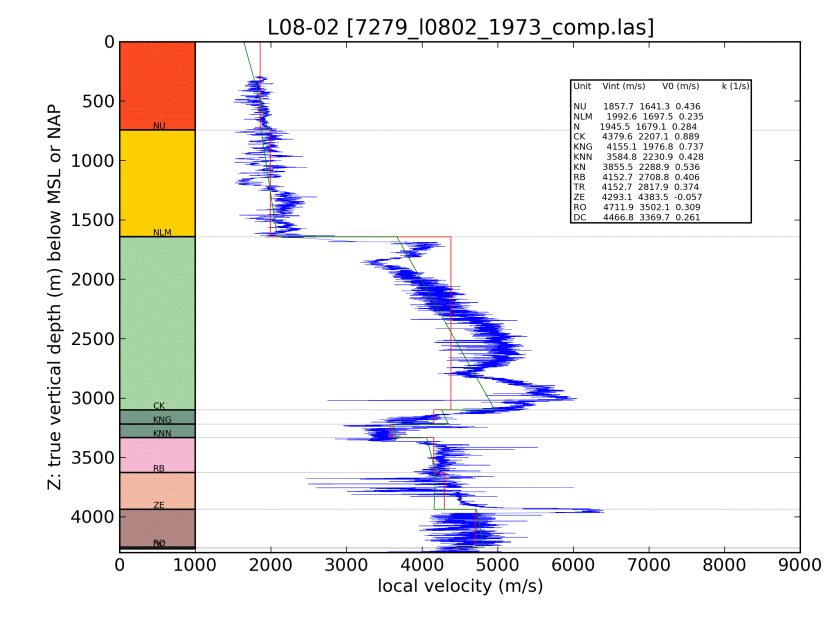 L08-02 [7279_l0802_1973_comp.las]
Z: true vertical depth (m) below MSL or NAP
0
500
1000
1500
2000
2500
3000
3500
4000
NU
NLM
CK
KNG
KNN
RB
ZE
RO
Unit Vint (m/s) V0 (m/s) k (1/s)
NU 1857.7 1641.3 0.436
NLM 1992.6 1697.5 0.235
N 1945.5 1679.1 0.284
CK 4379.6 2207.1 0.889
KNG 4155.1 1976.8 0.737
KNN 3584.8 2230.9 0.428
KN 3855.5 2288.9 0.536
RB 4152.7 2708.8 0.406
TR 4152.7 2817.9 0.374
ZE 4293.1 4383.5 -0.057
RO 4711.9 3502.1 0.309
DC 4466.8 3369.7 0.261
0 1000 2000 3000 4000 5000 6000 7000 8000 9000
local velocity (m/s)